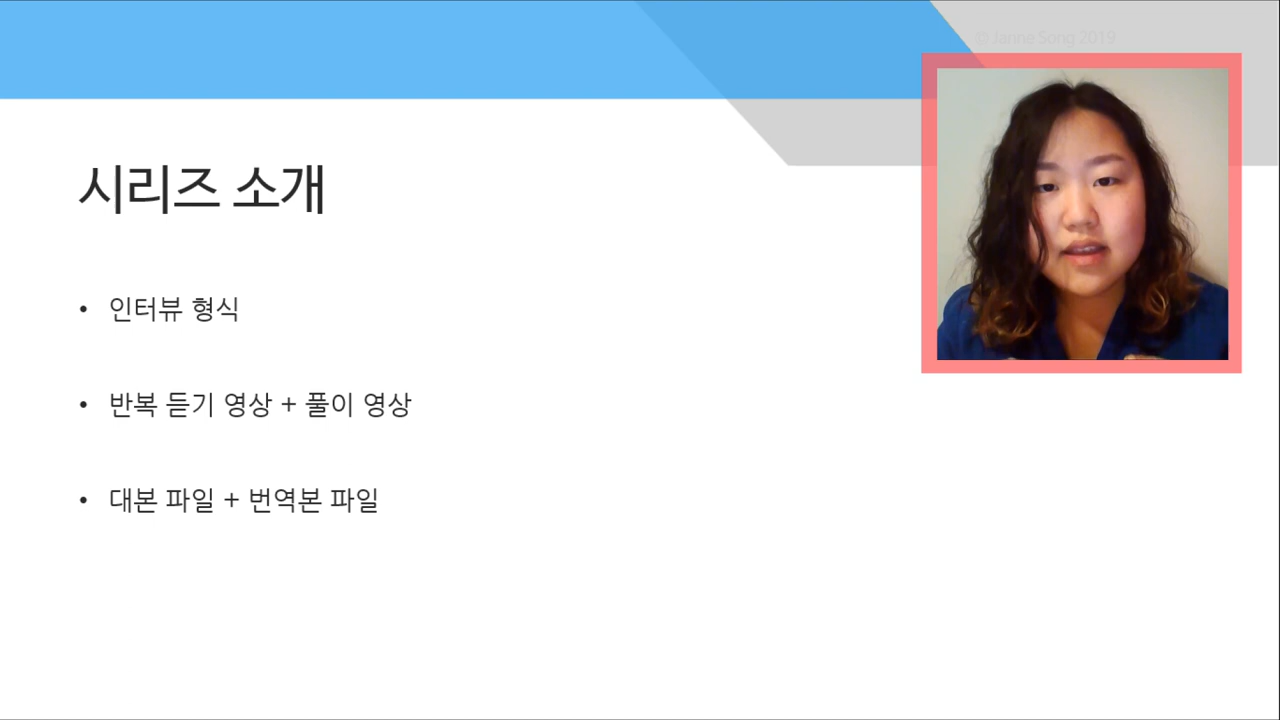 © Janne Song 2019
시리즈 소개
• 인터뷰 형식
• 반복 듣기 영상 + 풀이 영상
• 대본 파일 + 번역본 파일